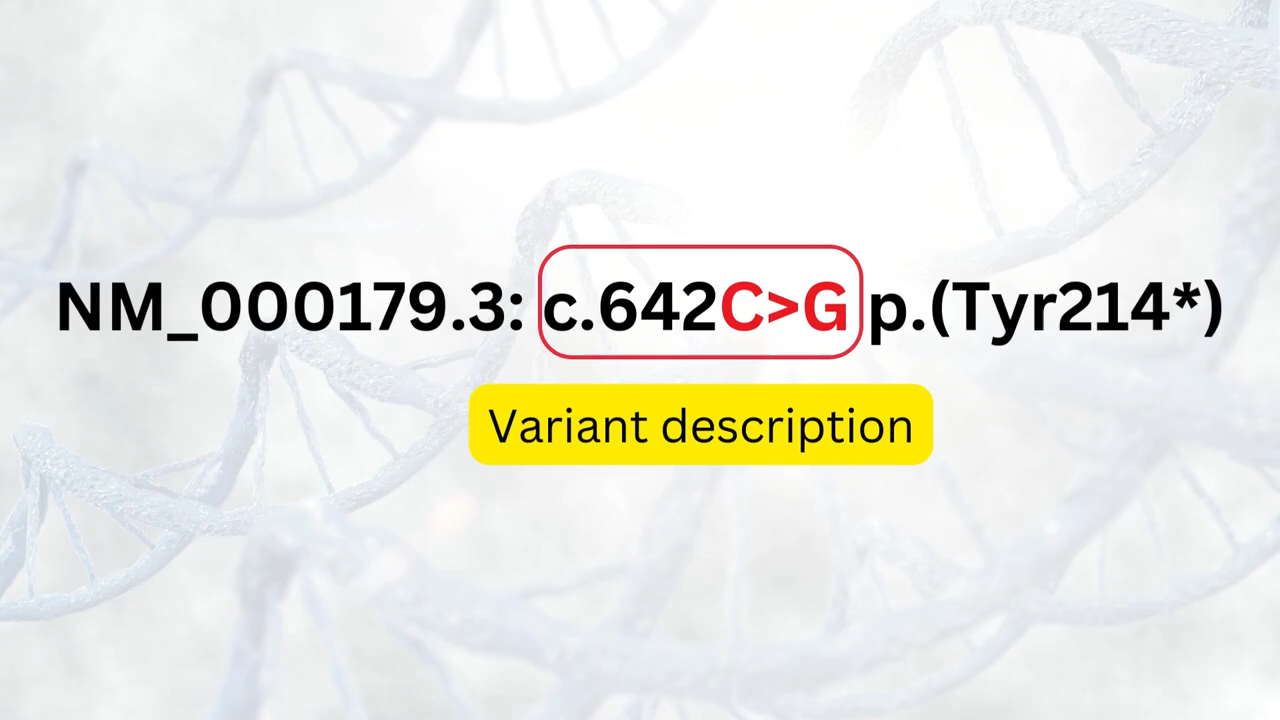 NM_000179.3: c.642C>G p.(Tyr214*)
Variant description